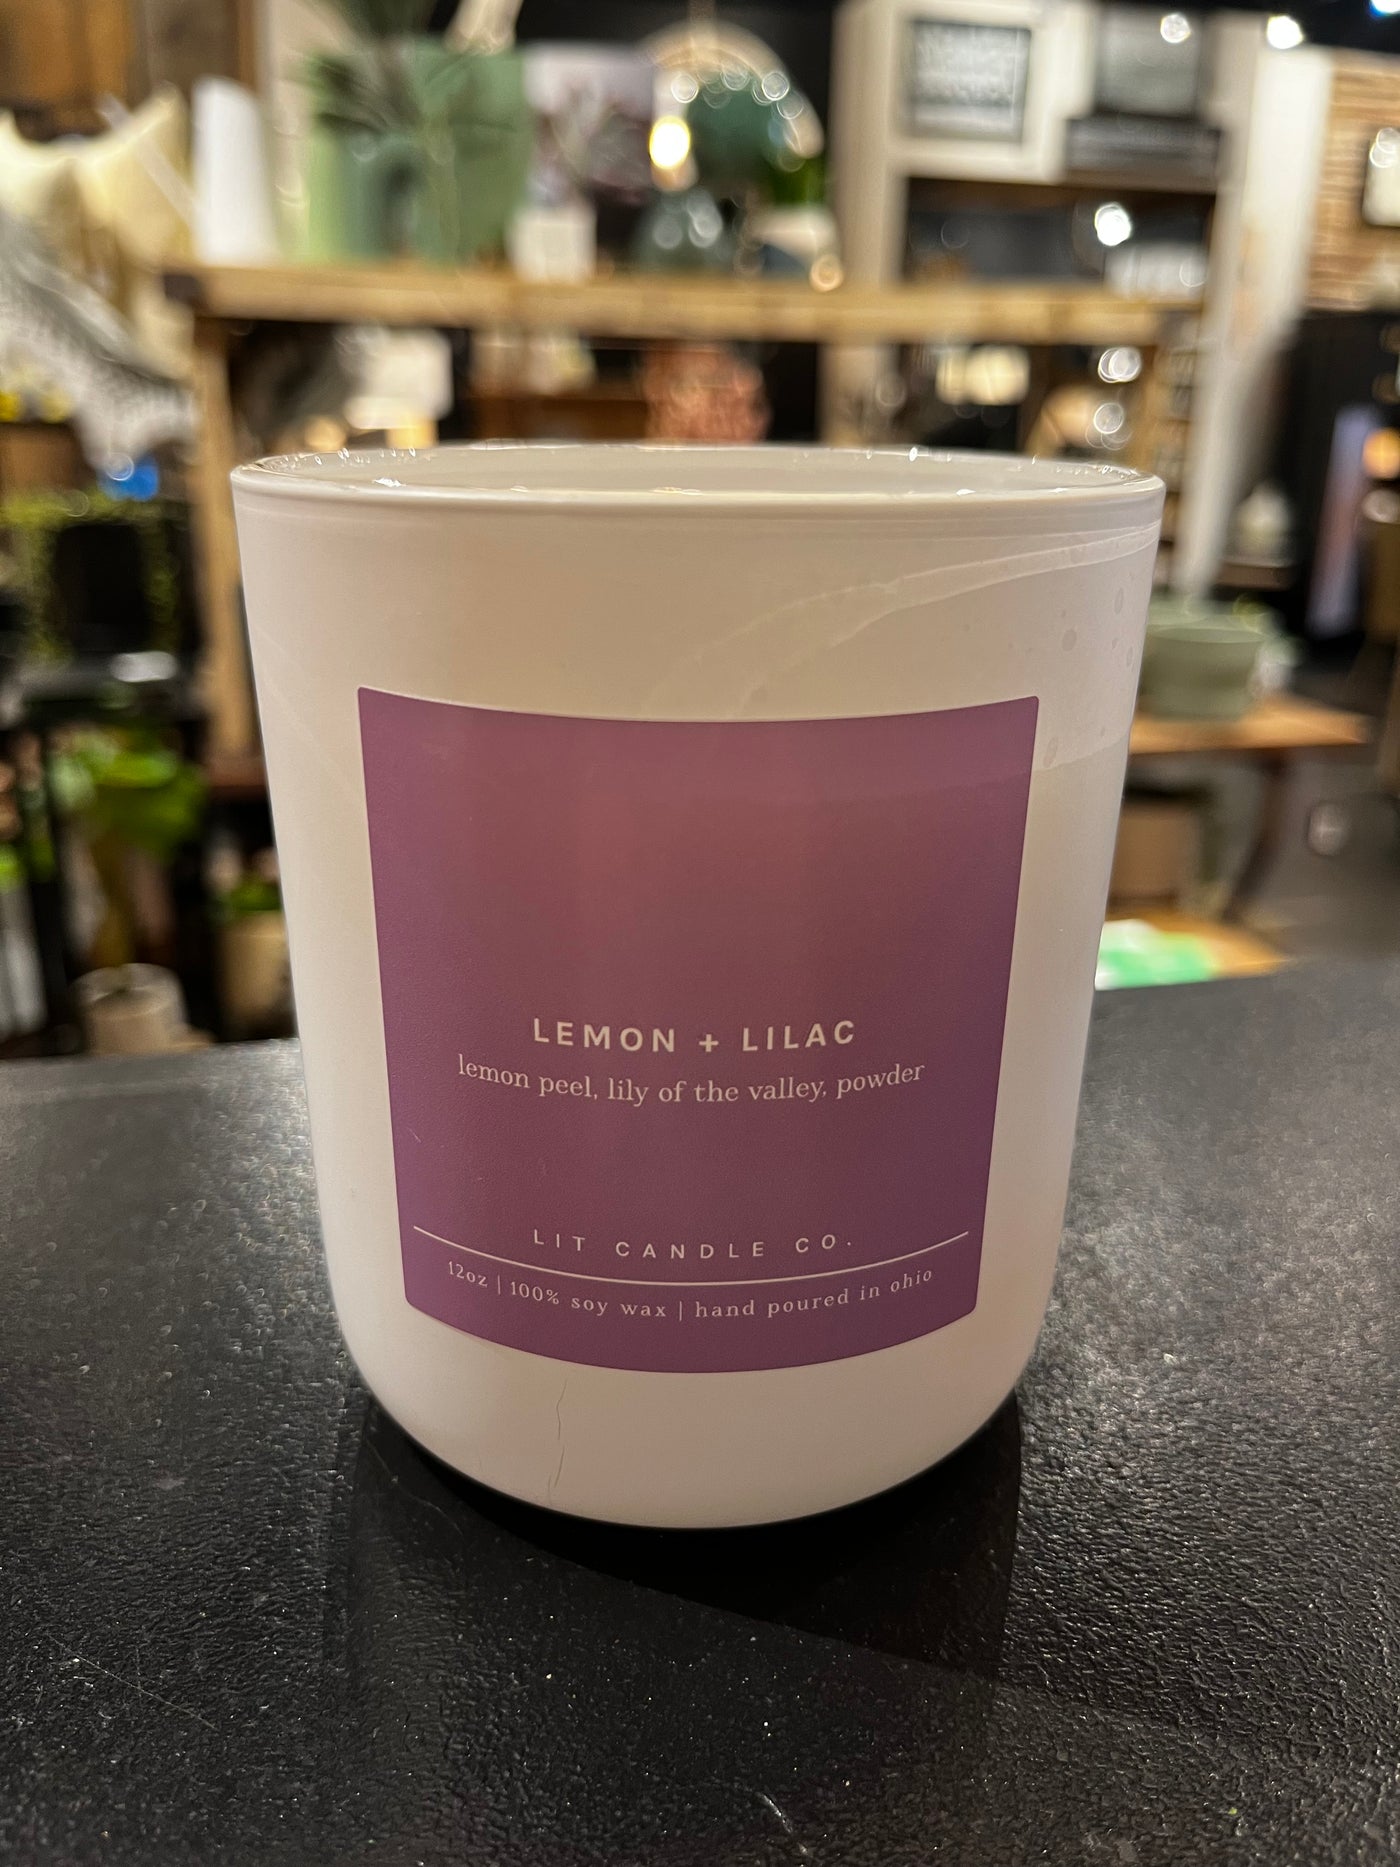 LEMON + LILAC
lemon peel, lily of the valley, powder
LIT CANDLE CO.
12oz | 100% soy wax | hand poured in ohio